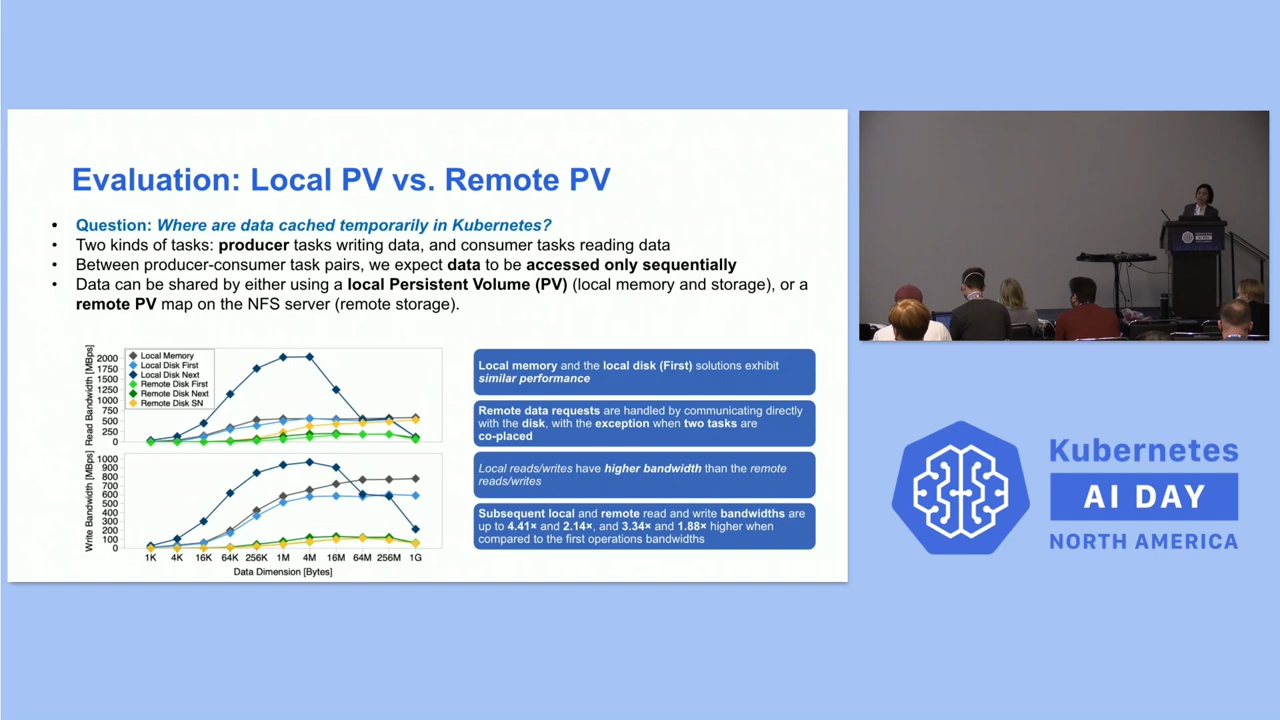 Evaluation: Local PV vs. Remote PV
• Question: Where are data cached temporarily in Kubernetes?
• Two kinds of tasks: producer tasks writing data, and consumer tasks reading data
• Between producer-consumer task pairs, we expect data to be accessed only sequentially
• Data can be shared by either using a local Persistent Volume (PV) (local memory and storage), or a
remote PV map on the NFS server (remote storage).
Read Bandwidth [MBps]
2000
1750
1500
1250
1000
750
500
250
0
Local Memory
Local Disk First
Local Disk Next
Remote Disk First
Remote Disk Next
Remote Disk SN
Write Bandwidth [MBps]
1000
900
800
700
600
500
400
300
200
100
0
1K 4K 16K 64K 256K 1M 4M 16M 64M 256M 1G
Data Dimension [Bytes]
Local memory and the local disk (First) solutions exhibit
similar performance
Remote data requests are handled by communicating directly
with the disk, with the exception when two tasks are
co-placed
Local reads/writes have higher bandwidth than the remote
reads/writes
Subsequent local and remote read and write bandwidths are
up to 4.41× and 2.14×, and 3.34× and 1.88× higher when
compared to the first operations bandwidths
Kubernetes
AI DAY
NORTH AMERICA